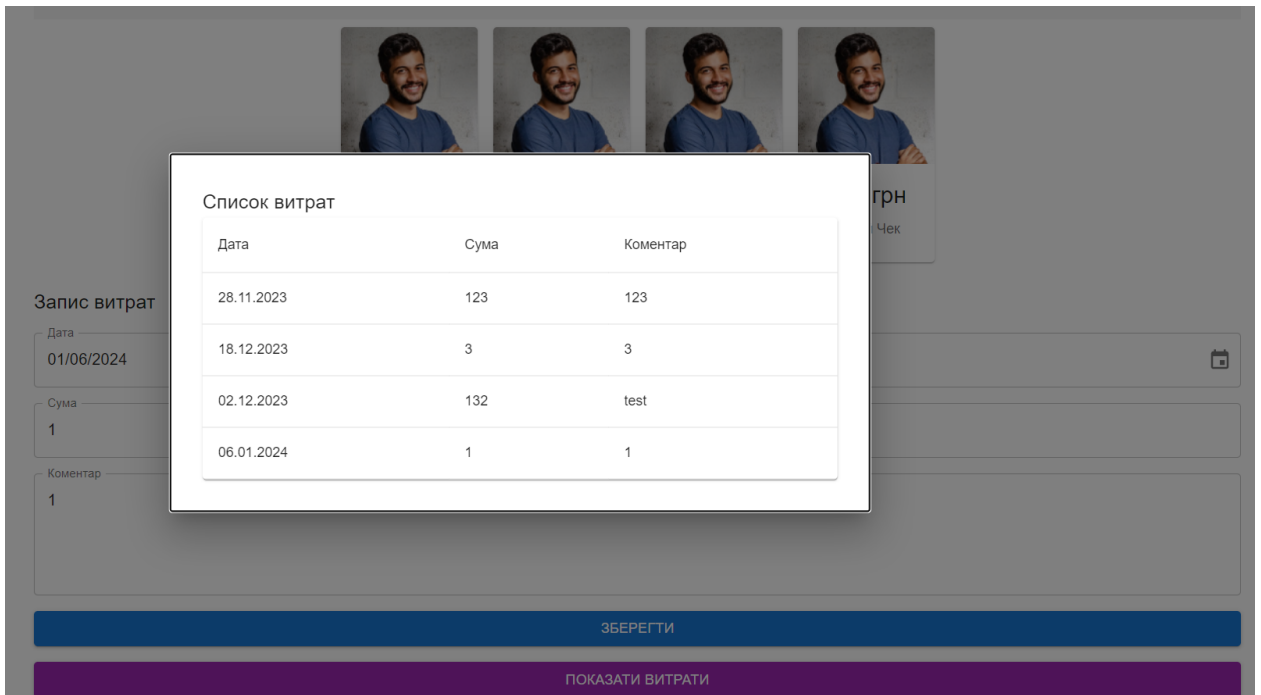 грн
Чек
Список витрат
Дата Сума Коментар
28.11.2023 123 123
18.12.2023 3 3
02.12.2023 132 test
06.01.2024 1 1
Запис витрат
Дата
01/06/2024
Сума
1
Коментар
1
ЗБЕРЕГТИ
ПОКАЗАТИ ВИТРАТИ